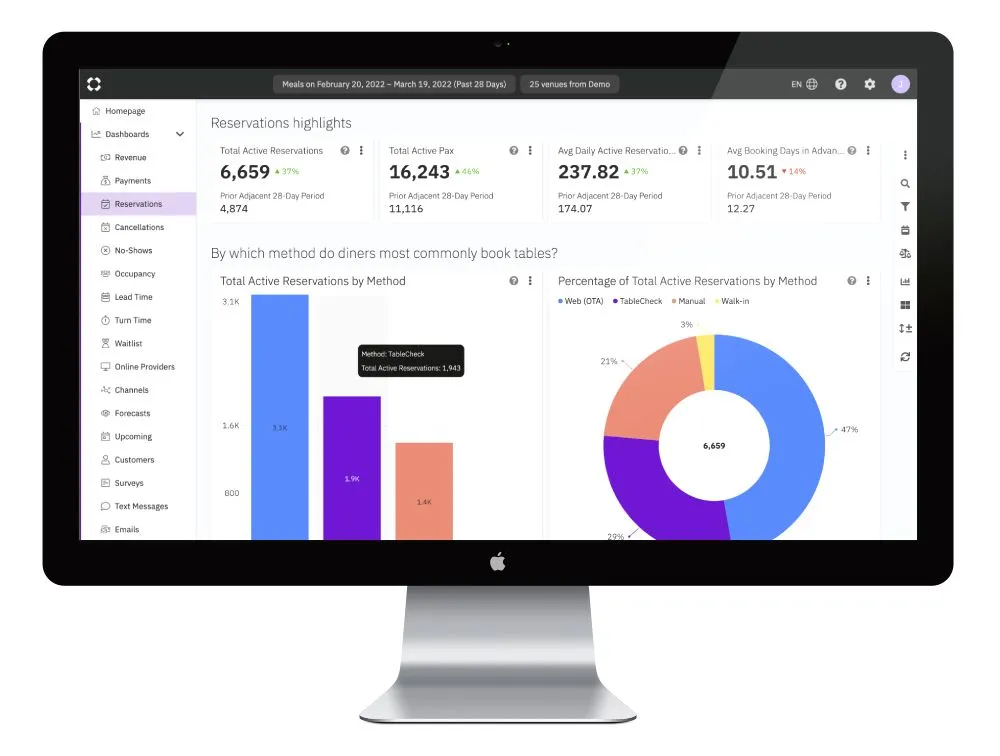 Meals on February 20, 2022 – March 19, 2022 (Past 28 Days)
25 venues from Demo
EN
J
Homepage
Dashboards
Revenue
Payments
Reservations
Cancellations
No-Shows
Occupancy
Lead Time
Turn Time
Waitlist
Online Providers
Channels
Forecasts
Upcoming
Customers
Surveys
Text Messages
Emails
Reservations highlights
Total Active Reservations
6,659 ▲ 37%
Prior Adjacent 28-Day Period
4,874
Total Active Pax
16,243 ▲ 46%
Prior Adjacent 28-Day Period
11,116
Avg Daily Active Reservatio...
237.82 ▲ 37%
Prior Adjacent 28-Day Period
174.07
Avg Booking Days in Advan...
10.51 ▼ 14%
Prior Adjacent 28-Day Period
12.27
By which method do diners most commonly book tables?
Total Active Reservations by Method
3.1K
1.6K
800
3.1K
1.9K
1.4K
Method: TableCheck
Total Active Reservations: 1,943
Percentage of Total Active Reservations by Method
Web (OTA) TableCheck Manual Walk-in
3%
21%
47%
6,659
29%